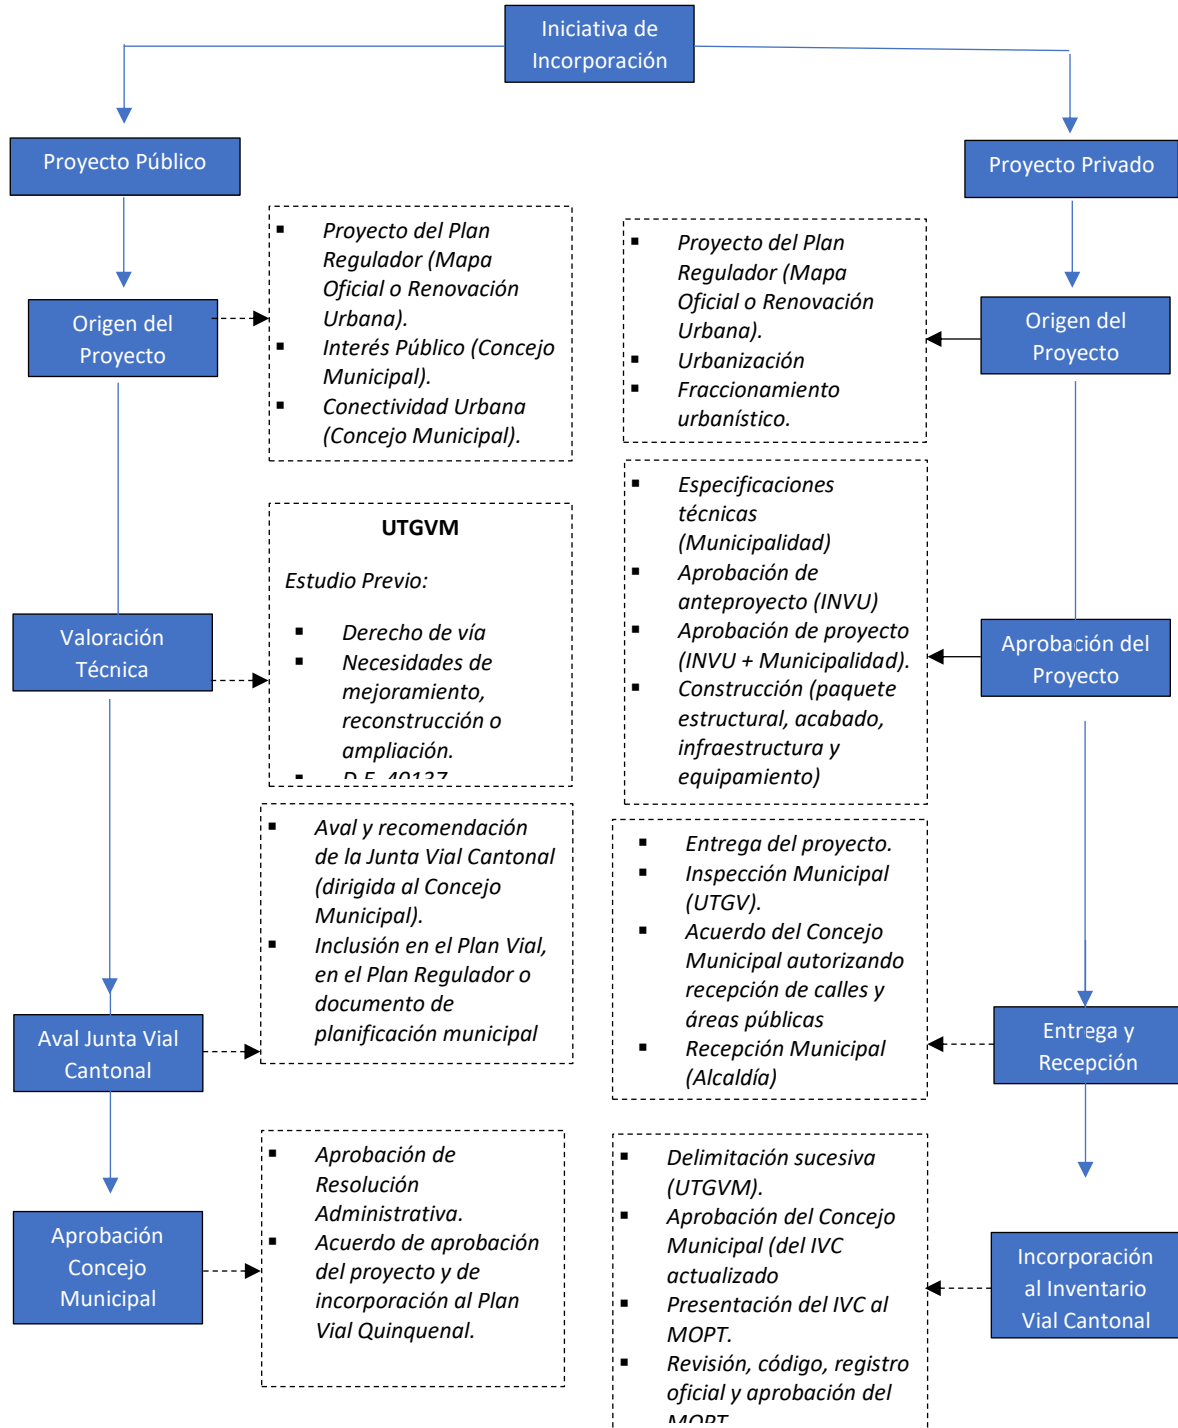 Iniciativa de
Incorporación
Proyecto Público
Proyecto Privado
Origen del
Proyecto
▪ Proyecto del Plan
Regulador (Mapa
Oficial o Renovación
Urbana).
▪ Interés Público (Concejo
Municipal).
▪ Conectividad Urbana
(Concejo Municipal).
▪ Proyecto del Plan
Regulador (Mapa
Oficial o Renovación
Urbana).
▪ Urbanización
▪ Fraccionamiento
urbanístico.
Origen del
Proyecto
Valoración
Técnica
UTGVM
Estudio Previo:
▪ Derecho de vía
▪ Necesidades de
mejoramiento,
reconstrucción o
ampliación.
▪ D.E. 40137
▪ Especificaciones
técnicas
(Municipalidad)
▪ Aprobación de
anteproyecto (INVU)
▪ Aprobación de proyecto
(INVU + Municipalidad).
▪ Construcción (paquete
estructural, acabado,
infraestructura y
equipamiento)
Aprobación del
Proyecto
Aval Junta Vial
Cantonal
▪ Aval y recomendación
de la Junta Vial Cantonal
(dirigida al Concejo
Municipal).
▪ Inclusión en el Plan Vial,
en el Plan Regulador o
documento de
planificación municipal
▪ Entrega del proyecto.
▪ Inspección Municipal
(UTGV).
▪ Acuerdo del Concejo
Municipal autorizando
recepción de calles y
áreas públicas
▪ Recepción Municipal
(Alcaldía)
Entrega y
Recepción
Aprobación
Concejo
Municipal
▪ Aprobación de
Resolución
Administrativa.
▪ Acuerdo de aprobación
del proyecto y de
incorporación al Plan
Vial Quinquenal.
▪ Delimitación sucesiva
(UTGVM).
▪ Aprobación del Concejo
Municipal (del IVC
actualizado
▪ Presentación del IVC al
MOPT.
▪ Revisión, código, registro
oficial y aprobación del
MOPT
Incorporación
al Inventario
Vial Cantonal